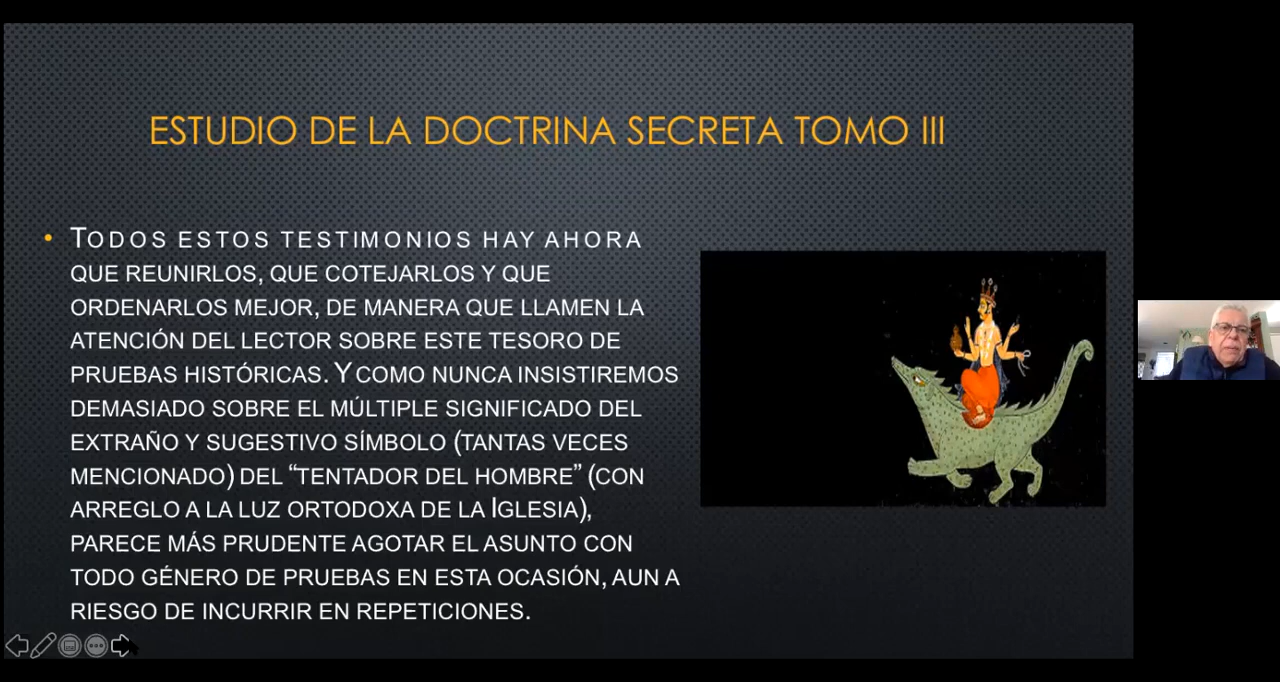 ESTUDIO DE LA DOCTRINA SECRETA TOMO III
• TODOS ESTOS TESTIMONIOS HAY AHORA
QUE REUNIRLOS, QUE COTEJARLOS Y QUE
ORDENARLOS MEJOR, DE MANERA QUE LLAMEN LA
ATENCIÓN DEL LECTOR SOBRE ESTE TESORO DE
PRUEBAS HISTÓRICAS. Y COMO NUNCA INSISTIREMOS
DEMASIADO SOBRE EL MÚLTIPLE SIGNIFICADO DEL
EXTRAÑO Y SUGESTIVO SÍMBOLO (TANTAS VECES
MENCIONADO) DEL “TENTADOR DEL HOMBRE” (CON
ARREGLO A LA LUZ ORTODOXA DE LA IGLESIA),
PARECE MÁS PRUDENTE AGOTAR EL ASUNTO CON
TODO GÉNERO DE PRUEBAS EN ESTA OCASIÓN, AUN A
RIESGO DE INCURRIR EN REPETICIONES.